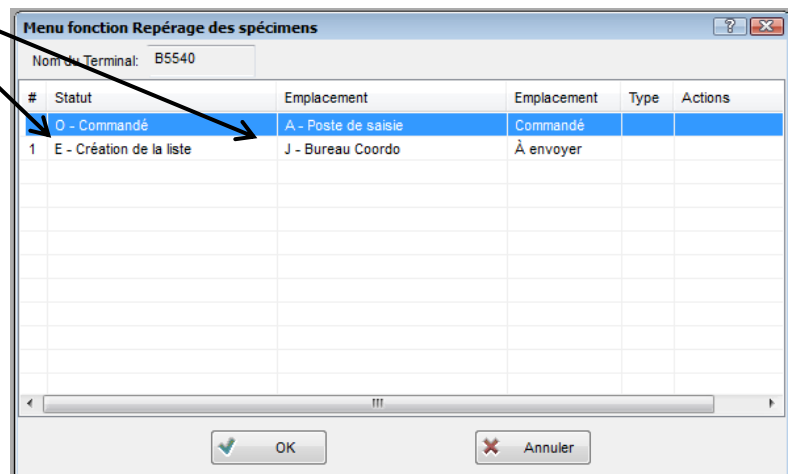 Menu fonction Repérage des spécimens
Nom du Terminal: B5540
# Statut Emplacement Emplacement Type Actions
O - Commandé A - Poste de saisie Commandé
1 E - Création de la liste J - Bureau Coordo À envoyer
OK Annuler